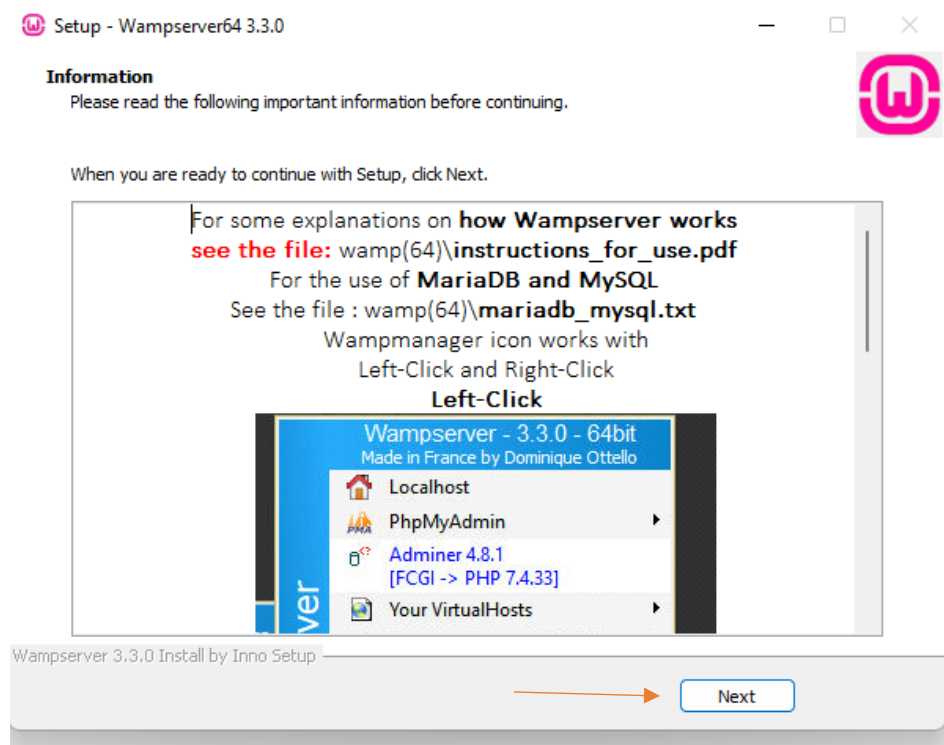 Setup - Wampserver64 3.3.0
Information
Please read the following important information before continuing.
When you are ready to continue with Setup, click Next.
For some explanations on how Wampserver works
see the file: wamp(64)\instructions_for_use.pdf
For the use of MariaDB and MySQL
See the file : wamp(64)\mariadb_mysql.txt
Wampmanager icon works with
Left-Click and Right-Click
Left-Click
Wampserver - 3.3.0 - 64bit
Made in France by Dominique Ottello
Localhost
PMA
PhpMyAdmin
Adminer 4.8.1
[FCGI -> PHP 7.4.33]
Your VirtualHosts
ver
Wampserver 3.3.0 Install by Inno Setup
Next